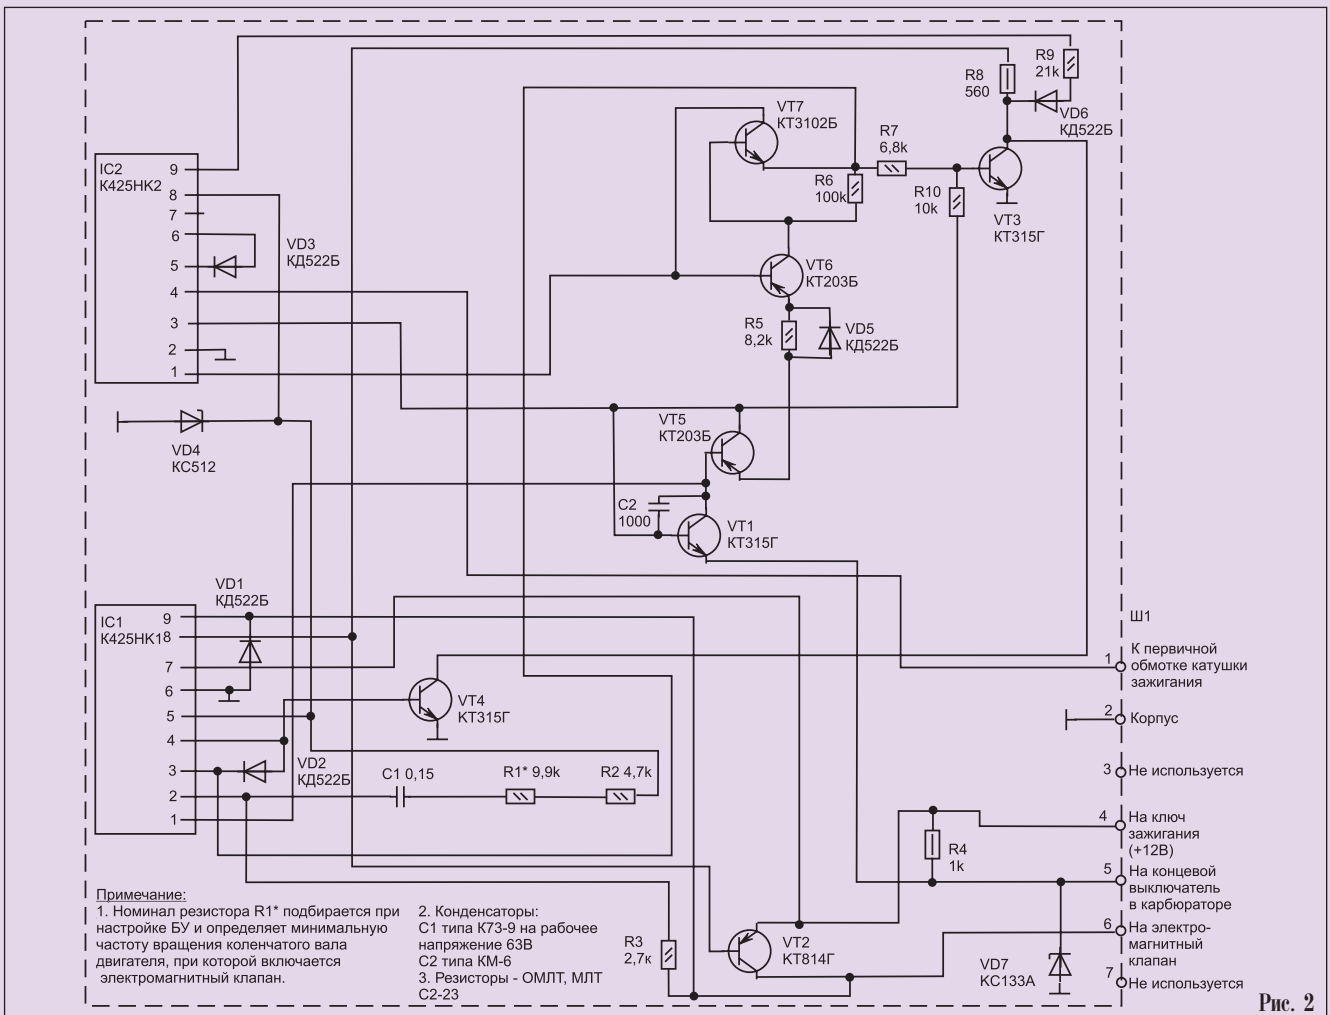 R9
21k
R8
560
VD6
КД522Б
VT7
КТ3102Б
R7
6,8k
R6
100k
R10
10k
VT3
КТ315Г
IC2
К425НК2
9
8
7
6
5
4
3
2
1
VD3
КД522Б
VT6
КТ203Б
R5
8,2k
VD5
КД522Б
VD4
КС512
VT5
КТ203Б
C2
1000
VT1
КТ315Г
VD1
КД522Б
IC1
К425НК1
9
8
7
6
5
4
3
2
1
VT4
КТ315Г
VD2
КД522Б
C1 0,15
R1* 9,9k
R2 4,7k
Ш1
1
К первичной
обмотке катушки
зажигания
2
Корпус
3
Не используется
4
На ключ
зажигания
(+12В)
5
На концевой
выключатель
в карбюраторе
6
На электро-
магнитный
клапан
7
Не используется
R4
1k
R3
2,7к
VT2
КТ814Г
VD7
КС133А
Примечание:
1. Номинал резистора R1* подбирается при
настройке БУ и определяет минимальную
частоту вращения коленчатого вала
двигателя, при которой включается
электромагнитный клапан.
2. Конденсаторы:
С1 типа К73-9 на рабочее
напряжение 63В
С2 типа КМ-6
3. Резисторы - ОМЛТ, МЛТ
С2-23
Рис. 2